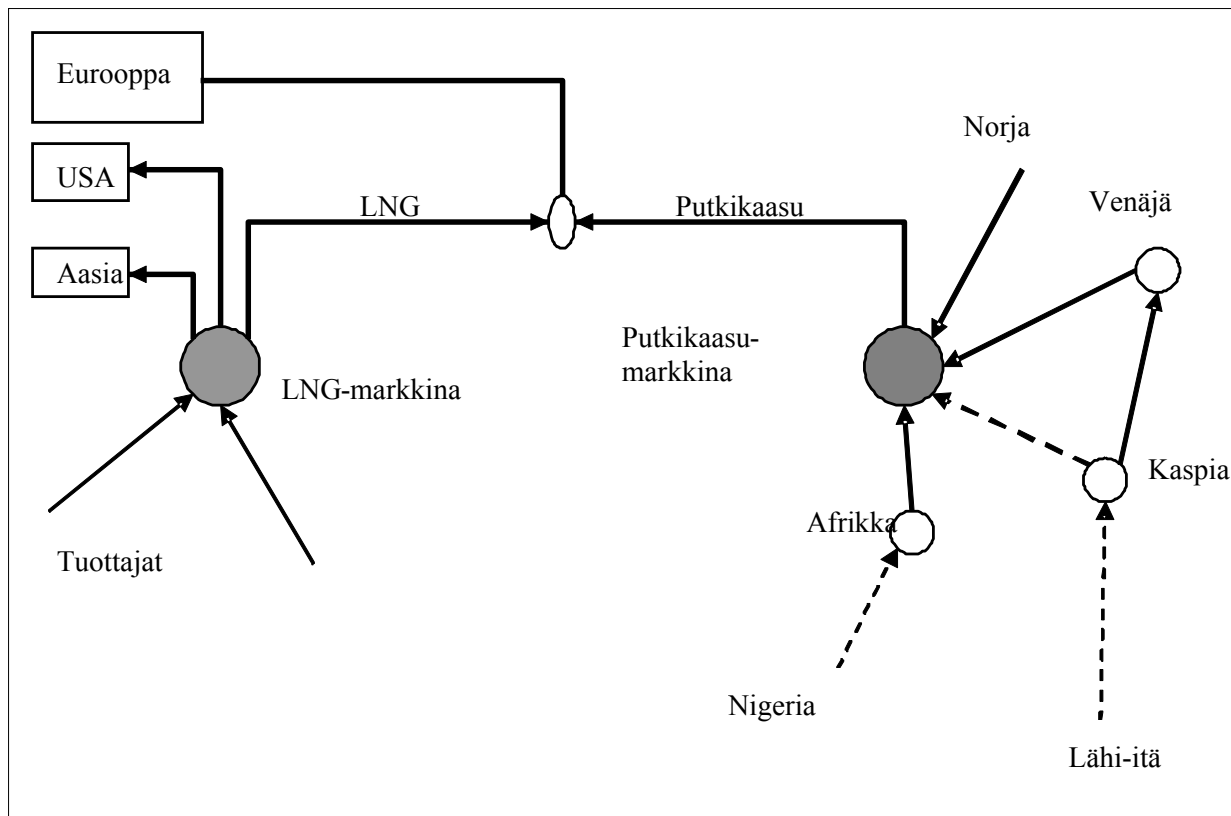 Eurooppa
Norja
USA
LNG
Putkikaasu
Venäjä
Aasia
Putkikaasu-
markkina
LNG-markkina
Kaspia
Afrikka
Tuottajat
Nigeria
Lähi-itä